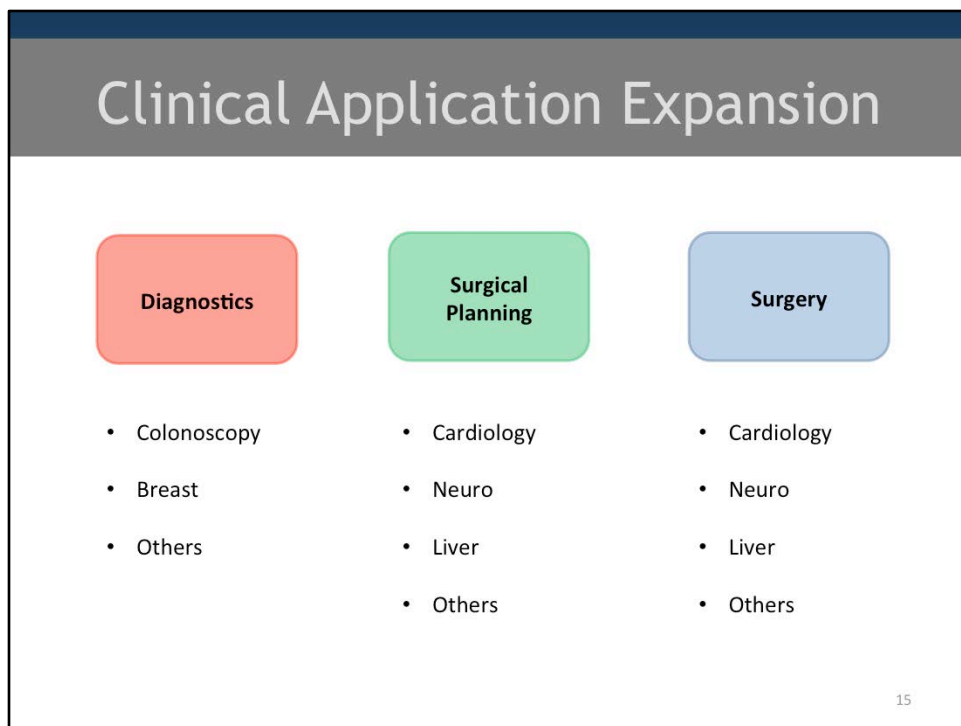 Clinical Application Expansion
Diagnostics
Surgical
Planning
Surgery
• Colonoscopy
• Breast
• Others
• Cardiology
• Neuro
• Liver
• Others
• Cardiology
• Neuro
• Liver
• Others
15